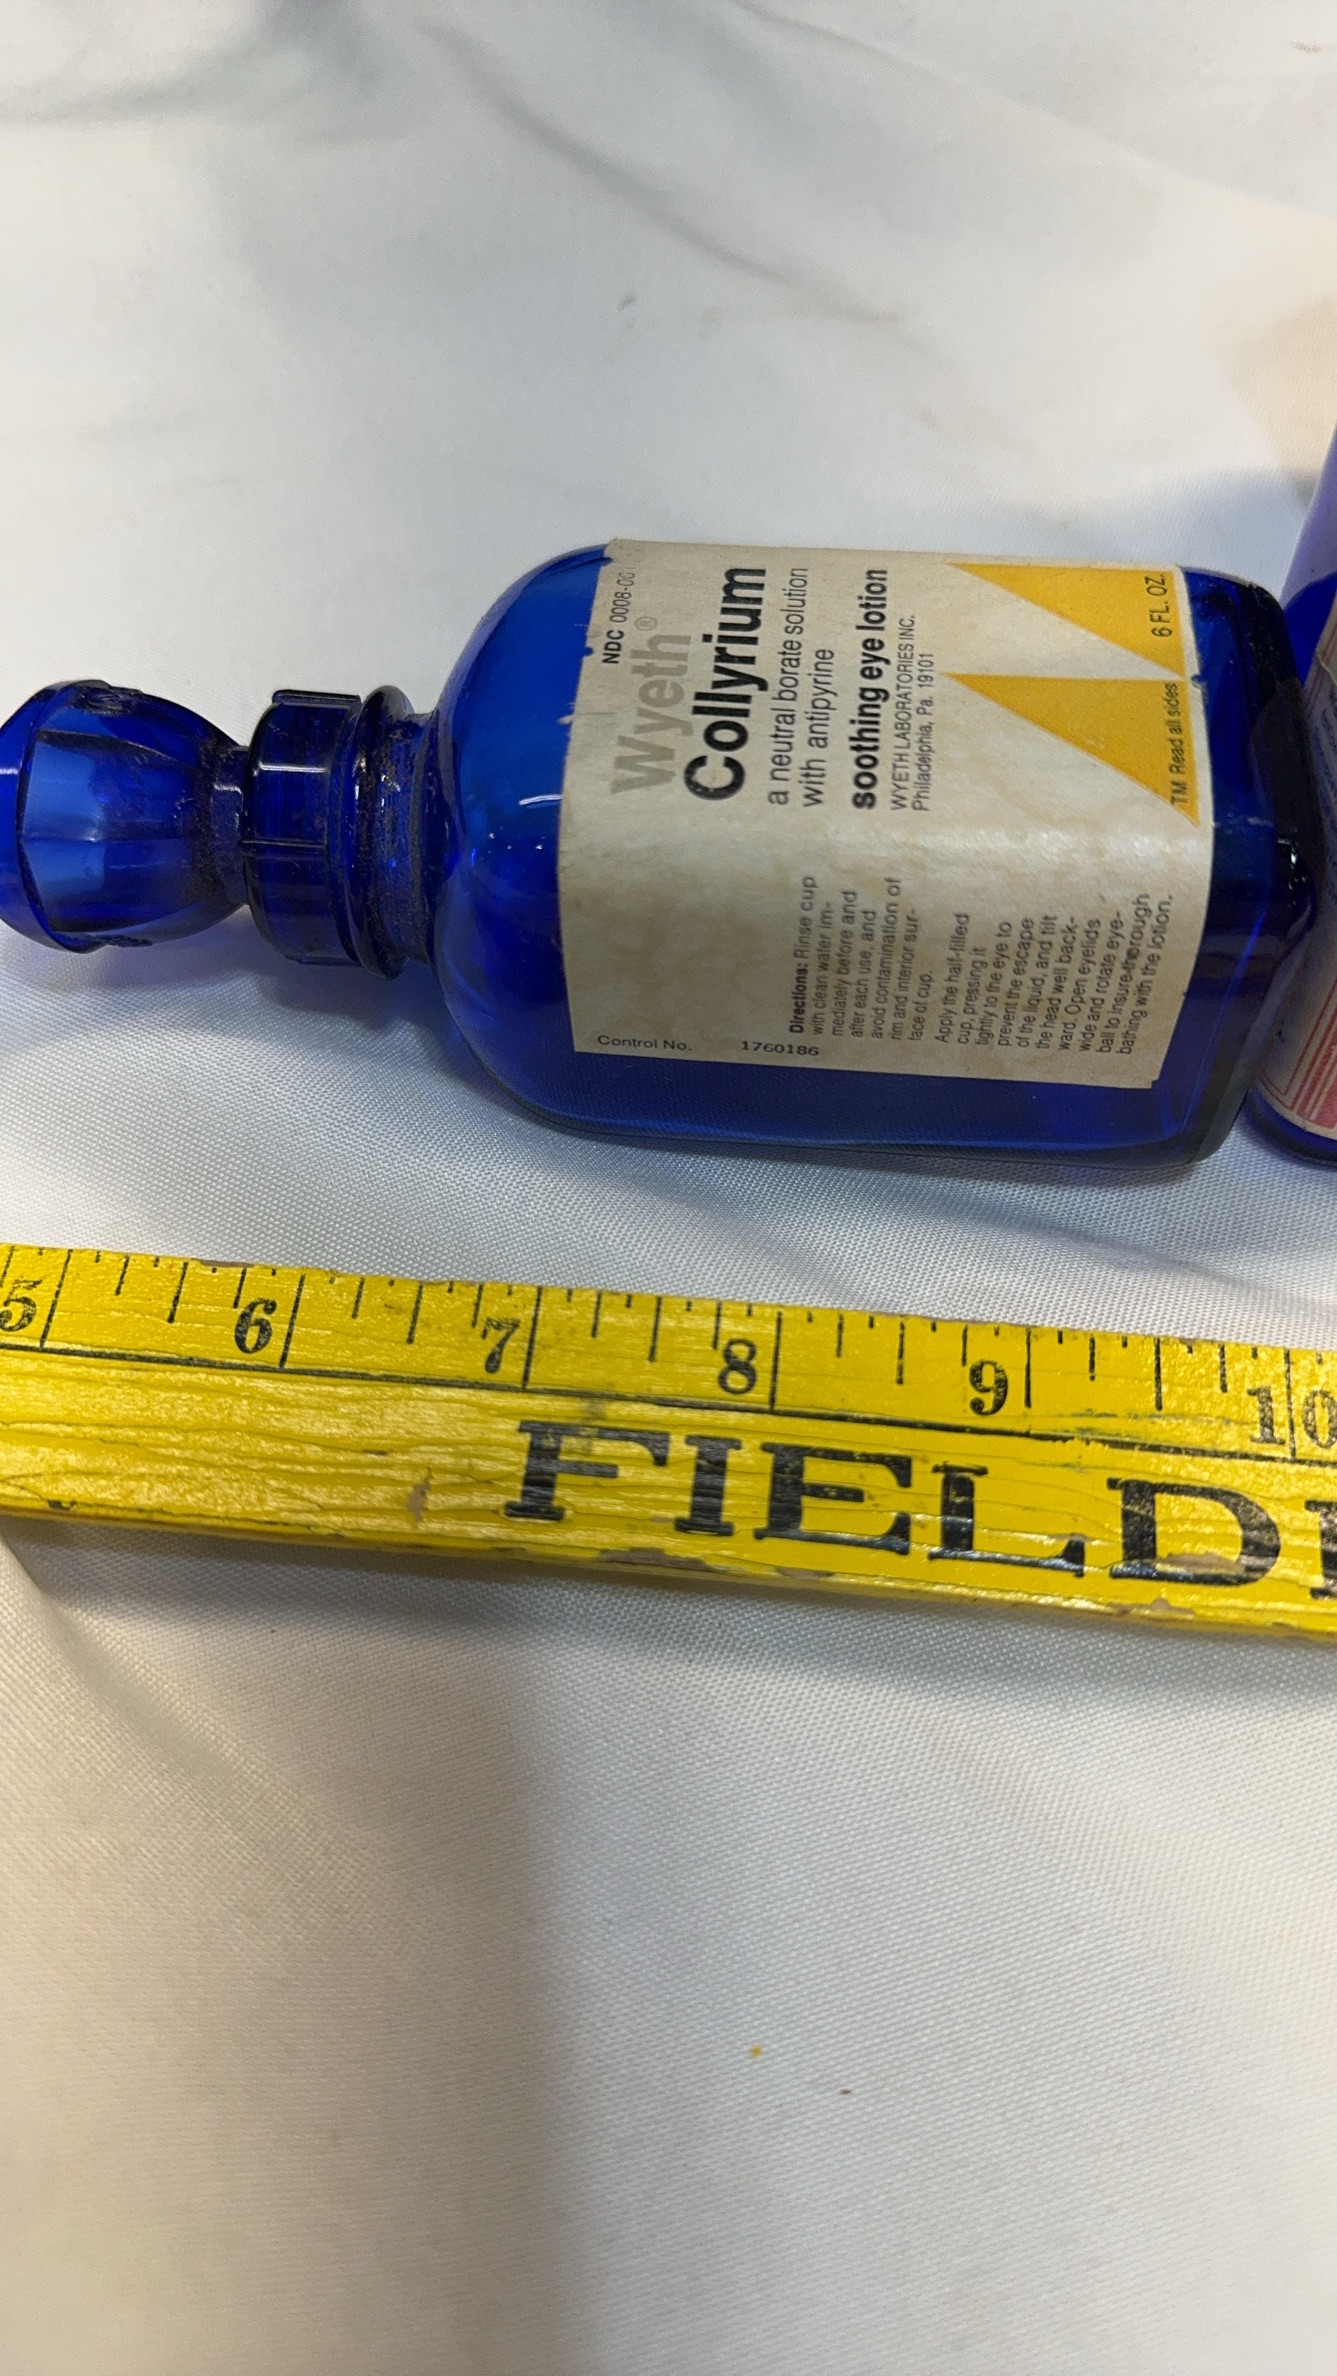 NDC 0008-00
Wyeth®
Collyrium
a neutral borate solution
with antipyrine
soothing eye lotion
WYETH LABORATORIES INC.
Philadelphia, Pa. 19101
TM Read all sides
6 FL. OZ.
Directions: Rinse cup
with clean water im-
mediately before and
after each use, and
avoid contamination of
rim and interior sur-
face of cup.
Apply the half-filled
cup, pressing it
tightly to the eye to
prevent the escape
of the liquid, and tilt
the head well back-
ward. Open eyelids
wide and rotate eye-
ball to insure thorough
bathing with the lotion.
Control No. 1760186
5 6 7 8 9 10
FIELD